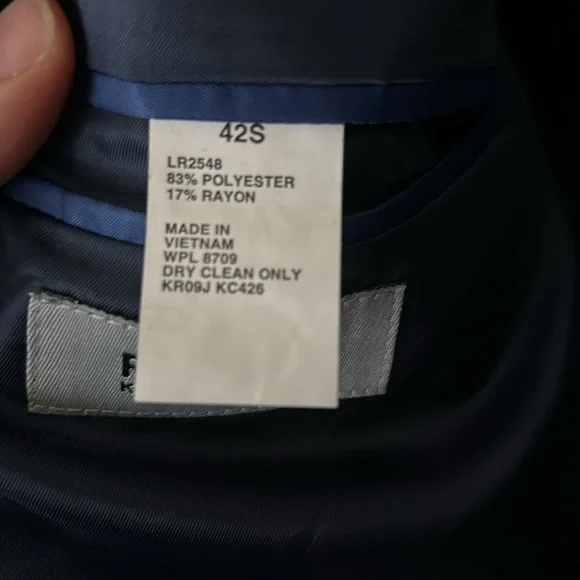 42S
LR2548
83% POLYESTER
17% RAYON
MADE IN
VIETNAM
WPL 8709
DRY CLEAN ONLY
KR09J KC426